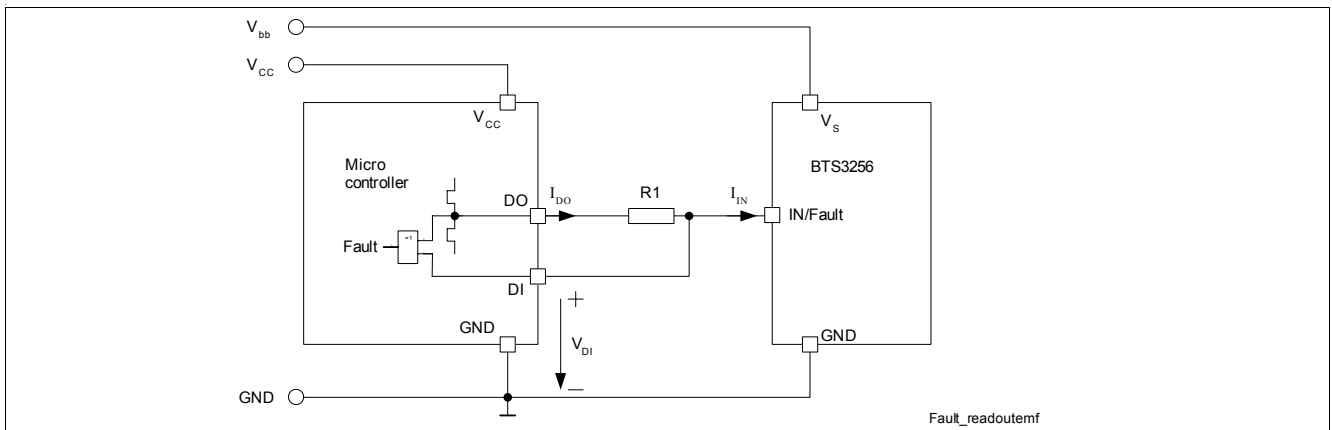 V_bb
V_CC
V_CC
V_S
Micro
controller
BTS3256
DO
I_DO
R1
I_IN
IN/Fault
=1
Fault
DI
+
GND
V_DI
GND
–
GND
Fault_readoutemf